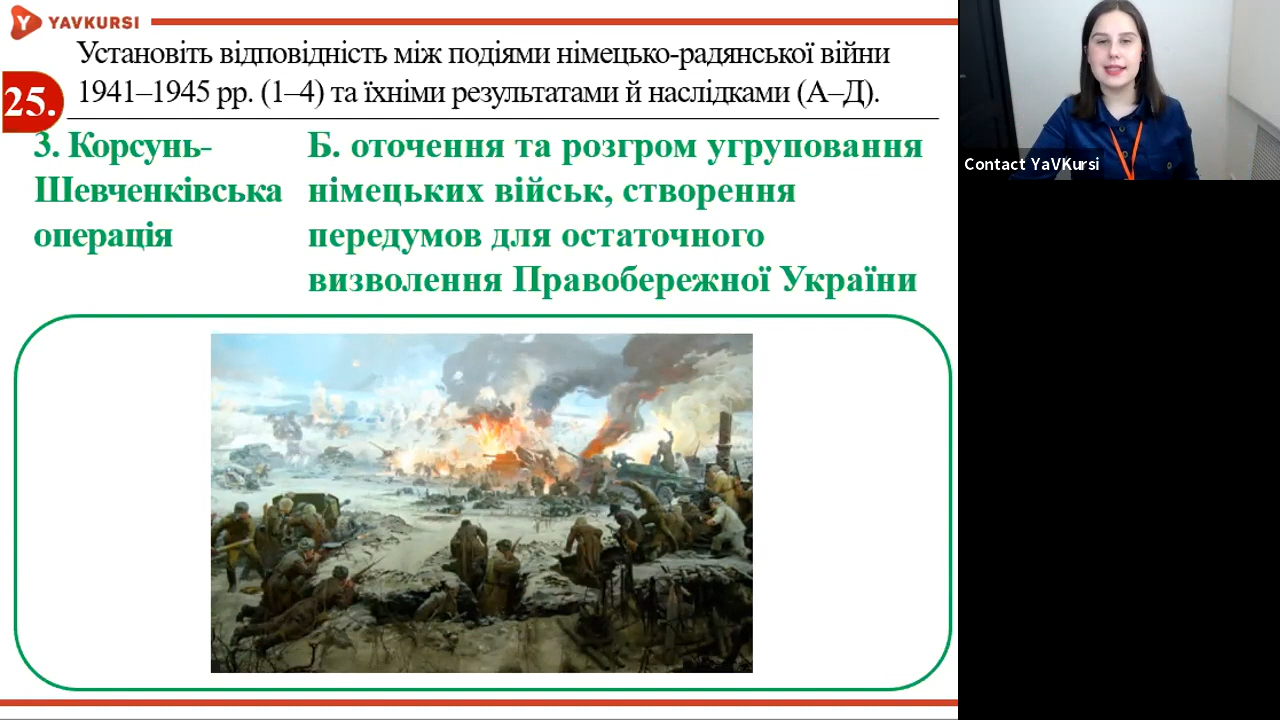 YAVKURSI
Установіть відповідність між подіями німецько-радянської війни
25.
1941–1945 рр. (1–4) та їхніми результатами й наслідками (А–Д).
3. Корсунь-
Шевченківська
операція
Б. оточення та розгром угруповання
німецьких військ, створення
передумов для остаточного
визволення Правобережної України
Contact YaVKursi